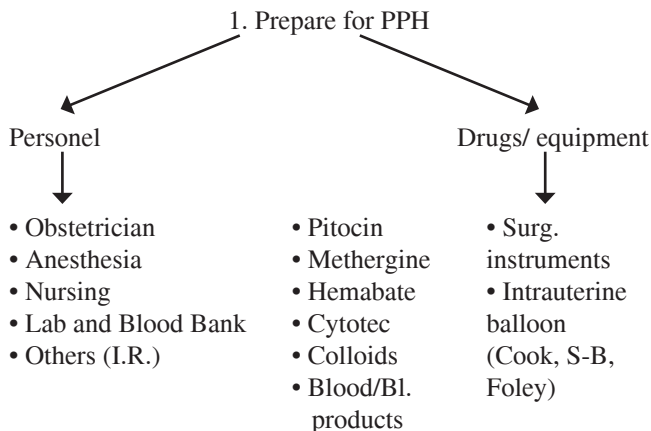 1. Prepare for PPH
Personel
Drugs/ equipment
• Obstetrician
• Anesthesia
• Nursing
• Lab and Blood Bank
• Others (I.R.)
• Pitocin
• Methergine
• Hemabate
• Cytotec
• Colloids
• Blood/Bl.
products
• Surg.
instruments
• Intrauterine
balloon
(Cook, S-B,
Foley)